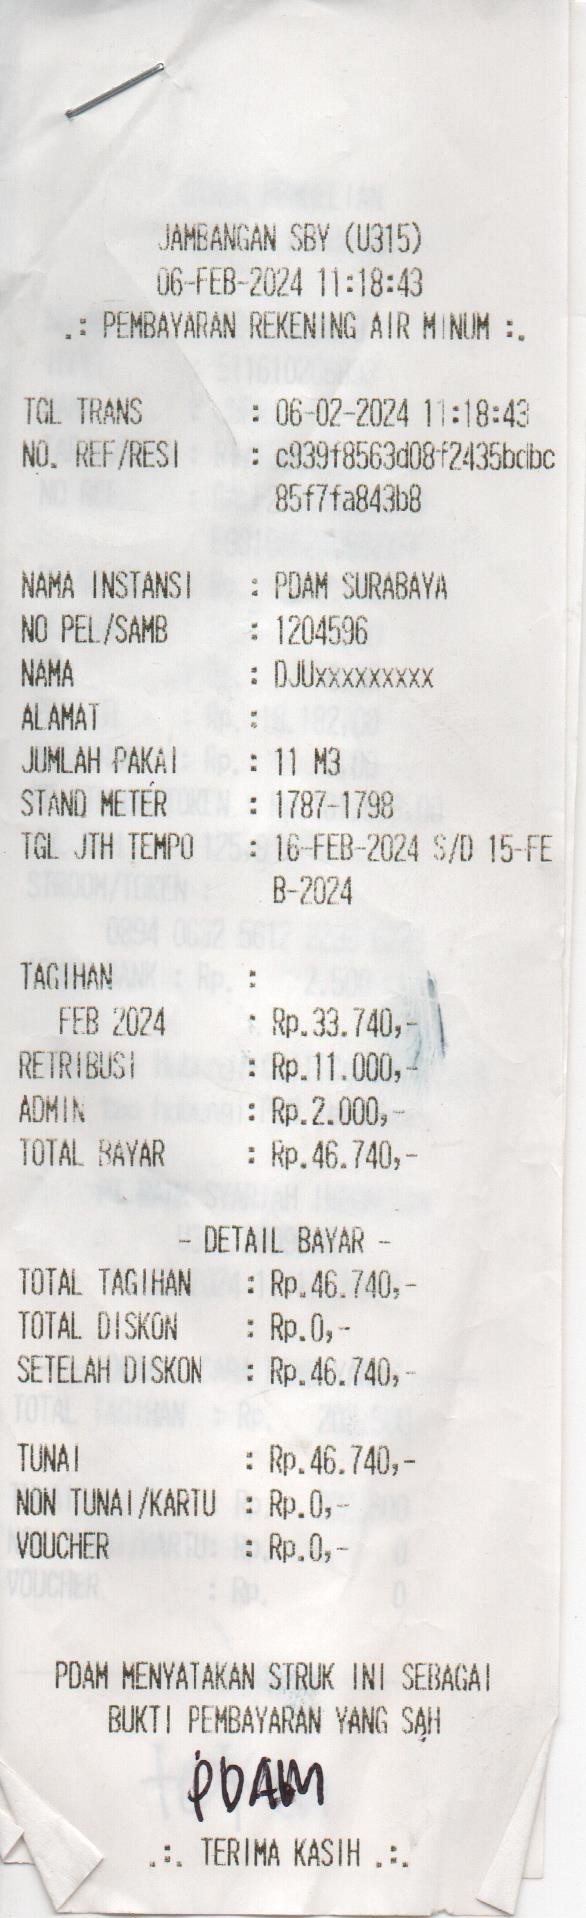 JAMBANGAN SBY (U315)
06-FEB-2024 11:18:43
.: PEMBAYARAN REKENING AIR MINUM :.
TGL TRANS : 06-02-2024 11:18:43
NO. REF/RESI : c939f8563d08f2435bdbc
85f7fa843b8
NAMA INSTANSI : PDAM SURABAYA
NO PEL/SAMB : 1204596
NAMA : DJUxxxxxxxxx
ALAMAT :
JUMLAH PAKAI : 11 M3
STAND METER : 1787-1798
TGL JTH TEMPO : 16-FEB-2024 S/D 15-FE
B-2024
TAGIHAN :
FEB 2024 : Rp.33.740,-
RETRIBUSI : Rp.11.000,-
ADMIN : Rp.2.000,-
TOTAL BAYAR : Rp.46.740,-
- DETAIL BAYAR -
TOTAL TAGIHAN : Rp.46.740,-
TOTAL DISKON : Rp.0,-
SETELAH DISKON : Rp.46.740,-
TUNAI : Rp.46.740,-
NON TUNAI/KARTU : Rp.0,-
VOUCHER : Rp.0,-
PDAM MENYATAKAN STRUK INI SEBAGAI
BUKTI PEMBAYARAN YANG SAH
PDAM
.:. TERIMA KASIH .:.